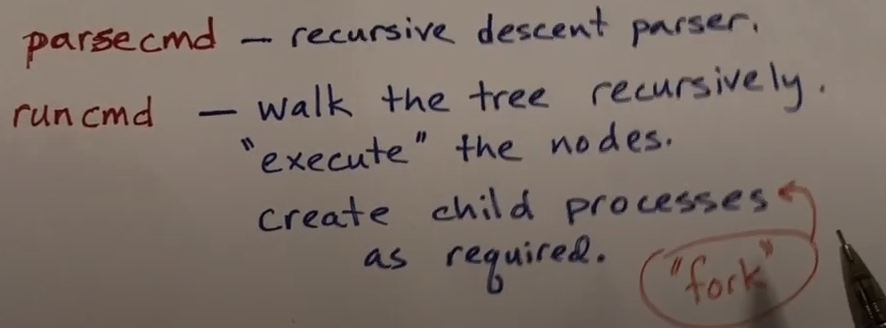 parsecmd — recursive descent parser.
runcmd — walk the tree recursively.
"execute" the nodes.
create child processes
as required.
"fork"